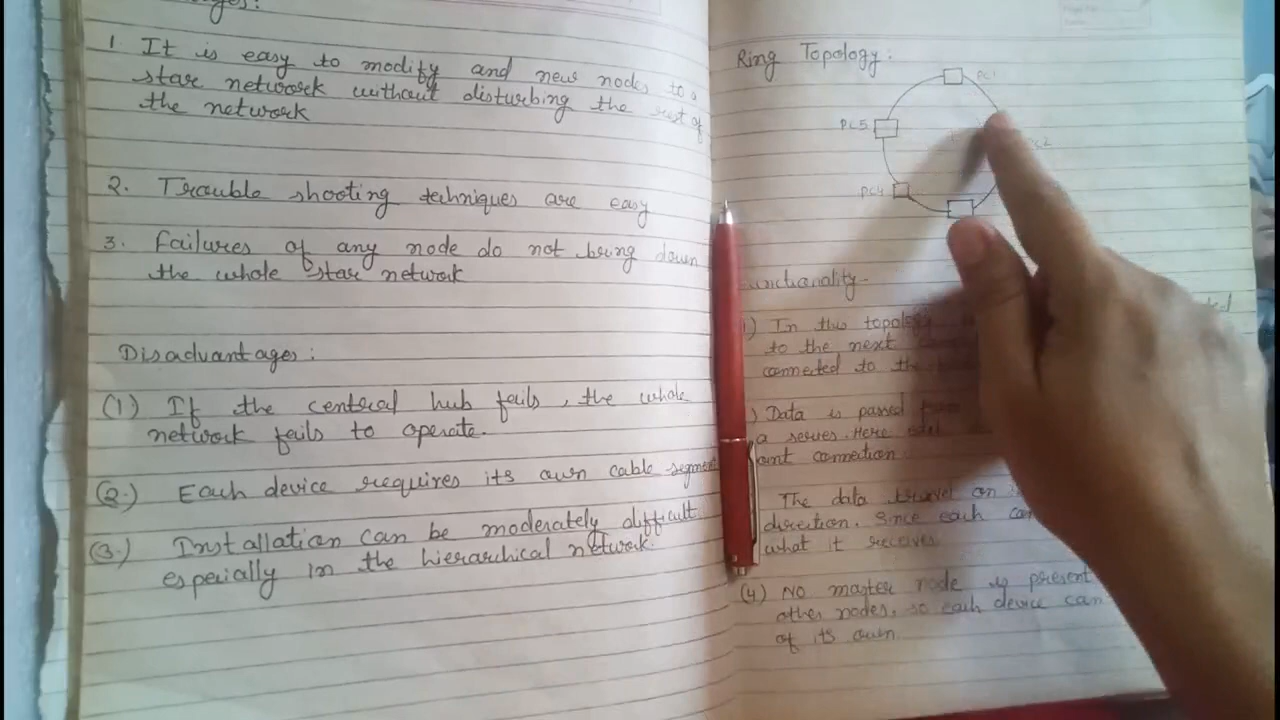 1. It is easy to modify and new nodes to a
star network without disturbing the rest of
the network
2. Trouble shooting techniques are easy
3. Failures of any node do not bring down
the whole star network
Disadvantages:
(1) If the centeral hub fails, the whole
network fails to operate.
(2.) Each device requires its own cable segment
(3.) Installation can be moderately difficult
especially in the hierarchical network.
Ring Topology:
PC1
PC5
PC2
PC4
Functionality-
1) In this topology
to the next
connected to the
) Data is passed from
a series. Here
ant connection.
The data travel on
direction. Since each
what it receives
(4) No master node is present
other nodes. so each device can
of its own.